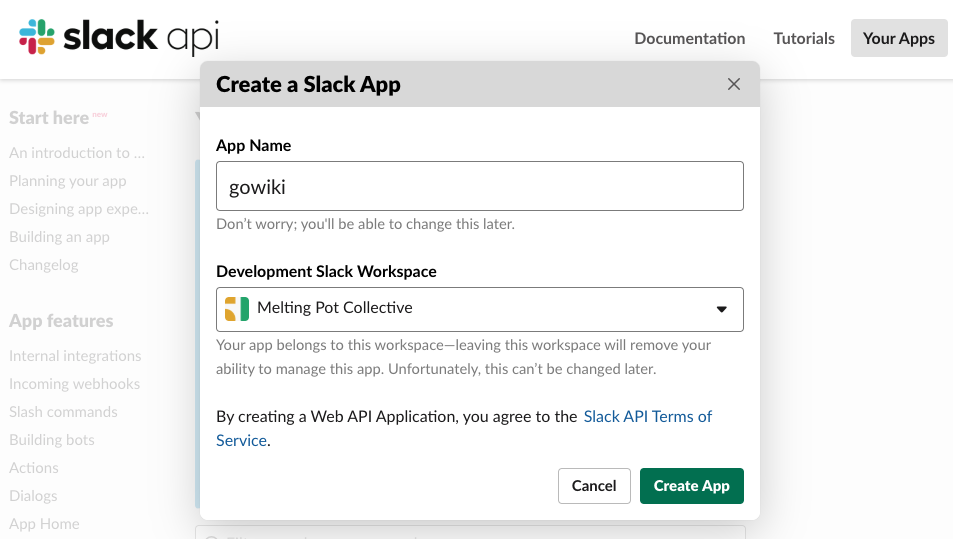 slack api
Documentation
Tutorials
Your Apps
Create a Slack App
Start here new
An introduction to ...
Planning your app
Designing app expe...
Building an app
Changelog
App features
Internal integrations
Incoming webhooks
Slash commands
Building bots
Actions
Dialogs
App Home
App Name
gowiki
Don't worry; you'll be able to change this later.
Development Slack Workspace
Melting Pot Collective
Your app belongs to this workspace—leaving this workspace will remove your
ability to manage this app. Unfortunately, this can't be changed later.
By creating a Web API Application, you agree to the Slack API Terms of
Service.
Cancel
Create App